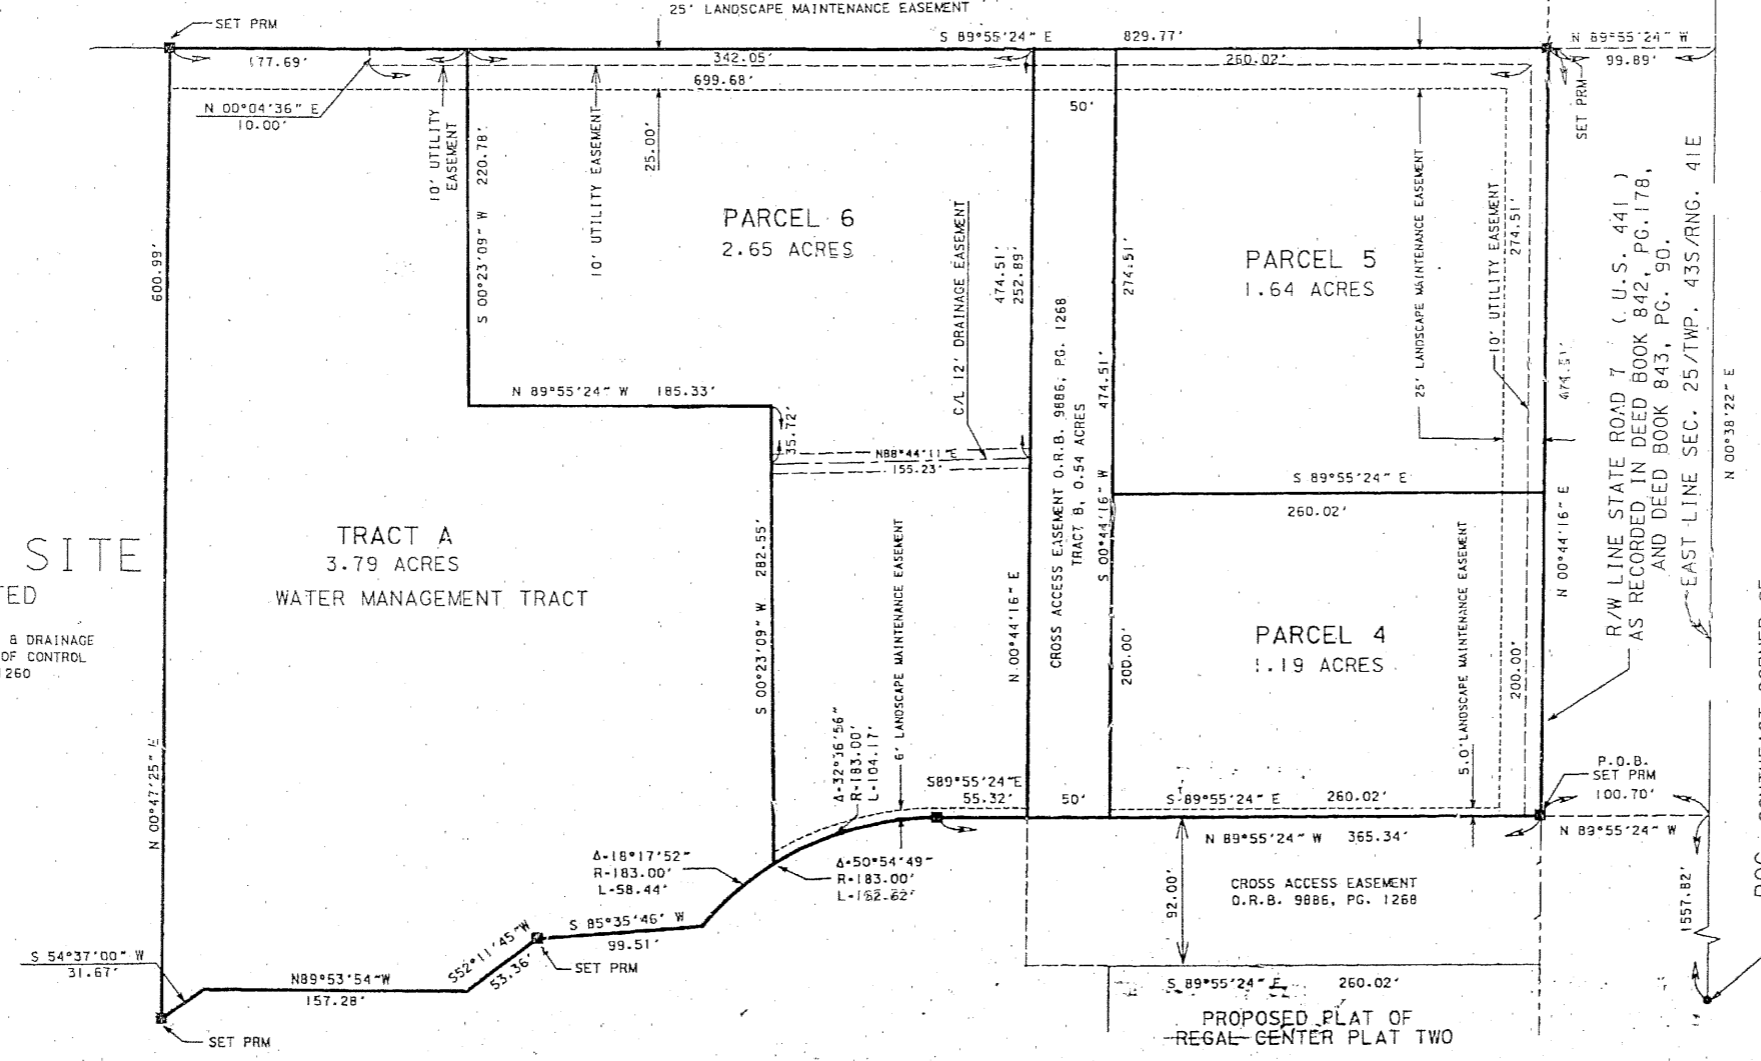 25' LANDSCAPE MAINTENANCE EASEMENT
SET PRM
S 89°55'24" E 829.77'
N 89°55'24" W
99.89'
177.69'
342.05'
260.02'
699.68'
N 00°04'36" E
10.00'
10' UTILITY
EASEMENT
S 00°23'09" W 220.78'
10' UTILITY EASEMENT
25.00'
50'
SET PRM
PARCEL 6
2.65 ACRES
C/L 12' DRAINAGE EASEMENT
474.51'
252.89'
274.51'
PARCEL 5
1.64 ACRES
25' LANDSCAPE MAINTENANCE EASEMENT
10' UTILITY EASEMENT
274.51'
474.51'
600.99'
N 00°47'25" E
N 89°55'24" W 185.33'
35.72'
N88°44'11"E
155.23'
CROSS ACCESS EASEMENT O.R.B. 9886, PG. 1268
TRACT B, 0.54 ACRES
S 00°44'16" W 474.51'
S 89°55'24" E
260.02'
N 00°44'16" E
R/W LINE STATE ROAD 7 ( U.S. 441 )
AS RECORDED IN DEED BOOK 842, PG.178,
AND DEED BOOK 843, PG. 90.
EAST LINE SEC. 25/TWP. 43S/RNG. 41E
N 00°38'22" E
SITE
TED
& DRAINAGE
OF CONTROL
1260
TRACT A
3.79 ACRES
WATER MANAGEMENT TRACT
S 00°23'09" W 282.55'
6' LANDSCAPE MAINTENANCE EASEMENT
N 00°44'16" E
200.00'
PARCEL 4
1.19 ACRES
5.0' LANDSCAPE MAINTENANCE EASEMENT
200.00'
Δ=32°36'56"
R=183.00'
L=104.17'
S89°55'24"E
55.32'
50'
S 89°55'24" E 260.02'
P.O.B.
SET PRM
100.70'
N 89°55'24" W 365.34'
N 89°55'24" W
Δ=18°17'52"
R=183.00'
L=58.44'
Δ=50°54'49"
R=183.00'
L=162.62'
92.00'
CROSS ACCESS EASEMENT
O.R.B. 9886, PG. 1268
1557.82'
S 85°35'46" W
99.51'
SET PRM
S52°11'45"W
53.36'
S 54°37'00" W
31.67'
N89°53'54"W
157.28'
SET PRM
S 89°55'24" E 260.02'
PROPOSED PLAT OF
REGAL CENTER PLAT TWO